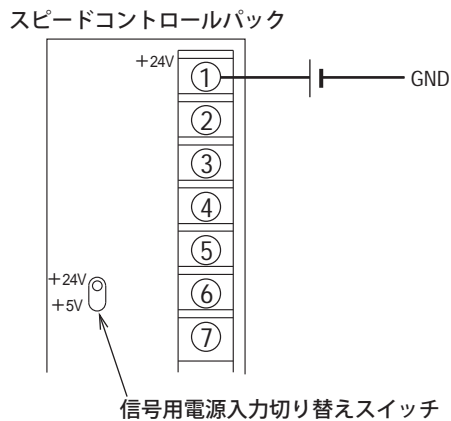 スピードコントロールパック
+24V
① GND
②
③
④
⑤
+24V
⑥
+5V
⑦
信号用電源入力切り替えスイッチ